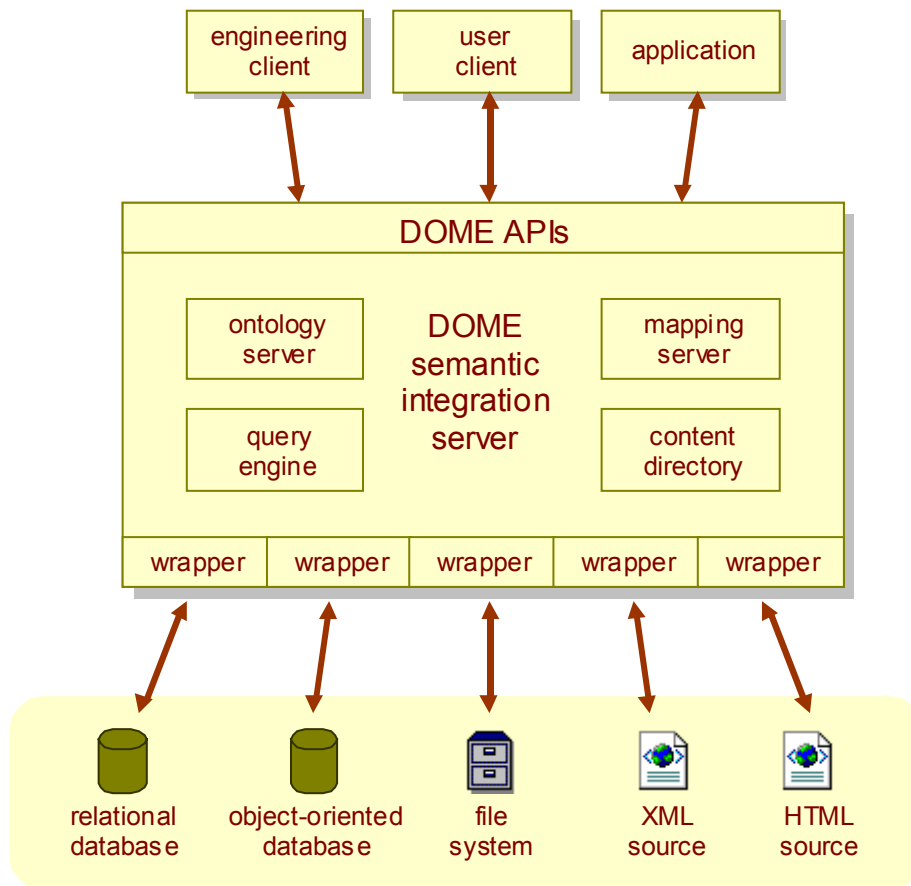 engineering
client
user
client
application
DOME APIs
ontology
server
DOME
semantic
integration
server
mapping
server
query
engine
content
directory
wrapper
wrapper
wrapper
wrapper
wrapper
relational
database
object-oriented
database
file
system
XML
source
HTML
source